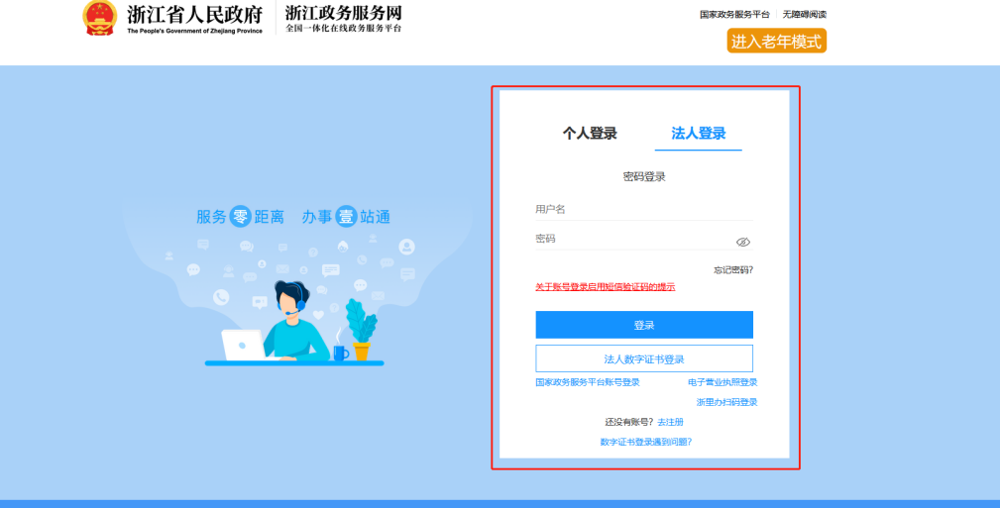 浙江省人民政府
The People's Government of Zhejiang Province
浙江政务服务网
全国一体化在线政务服务平台
国家政务服务平台 无障碍阅读
进入老年模式
服务零距离 办事壹站通
个人登录 法人登录
密码登录
用户名
密码
忘记密码?
关于账号登录启用短信验证码的提示
登录
法人数字证书登录
国家政务服务平台账号登录 电子营业执照登录
浙里办扫码登录
还没有账号? 去注册
数字证书登录遇到问题?